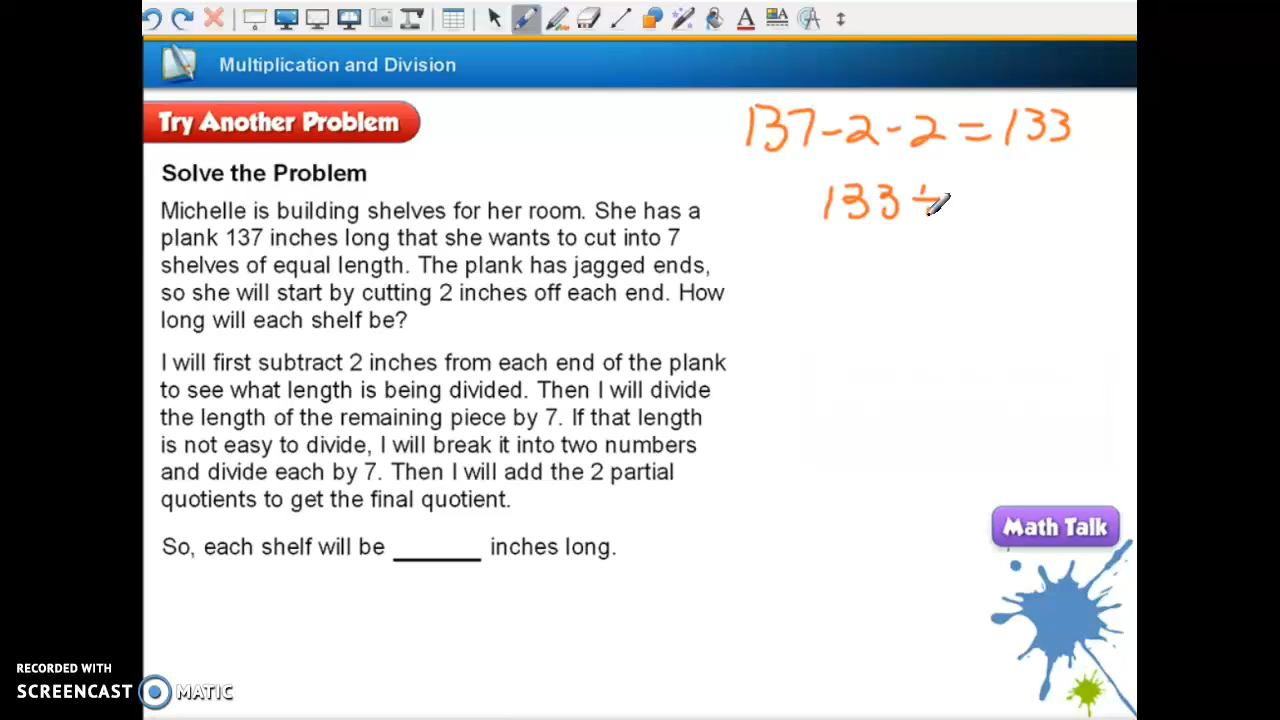 Multiplication and Division
Try Another Problem
137-2-2=133
133÷
Solve the Problem
Michelle is building shelves for her room. She has a
plank 137 inches long that she wants to cut into 7
shelves of equal length. The plank has jagged ends,
so she will start by cutting 2 inches off each end. How
long will each shelf be?
I will first subtract 2 inches from each end of the plank
to see what length is being divided. Then I will divide
the length of the remaining piece by 7. If that length
is not easy to divide, I will break it into two numbers
and divide each by 7. Then I will add the 2 partial
quotients to get the final quotient.
So, each shelf will be _______ inches long.
Math Talk
RECORDED WITH
SCREENCAST MATIC